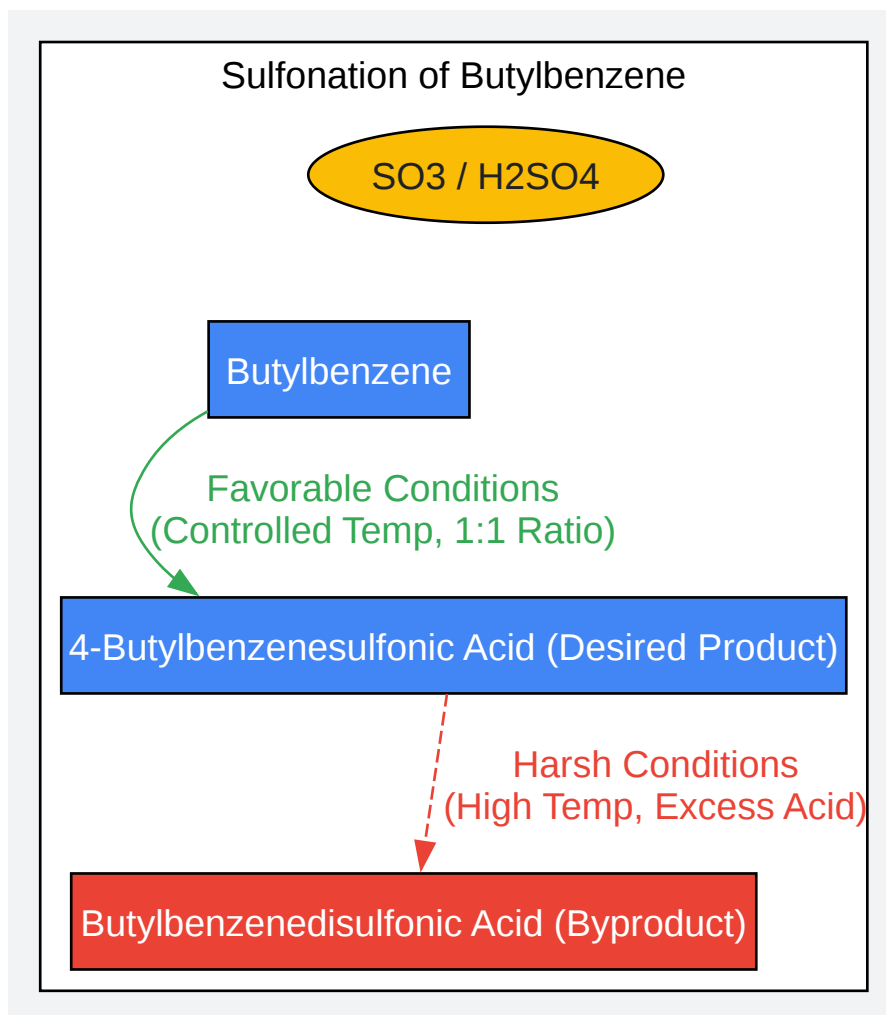 Sulfonation of Butylbenzene
SO3 / H2SO4
Butylbenzene
Favorable Conditions
(Controlled Temp, 1:1 Ratio)
4-Butylbenzenesulfonic Acid (Desired Product)
Harsh Conditions
(High Temp, Excess Acid)
Butylbenzenedisulfonic Acid (Byproduct)